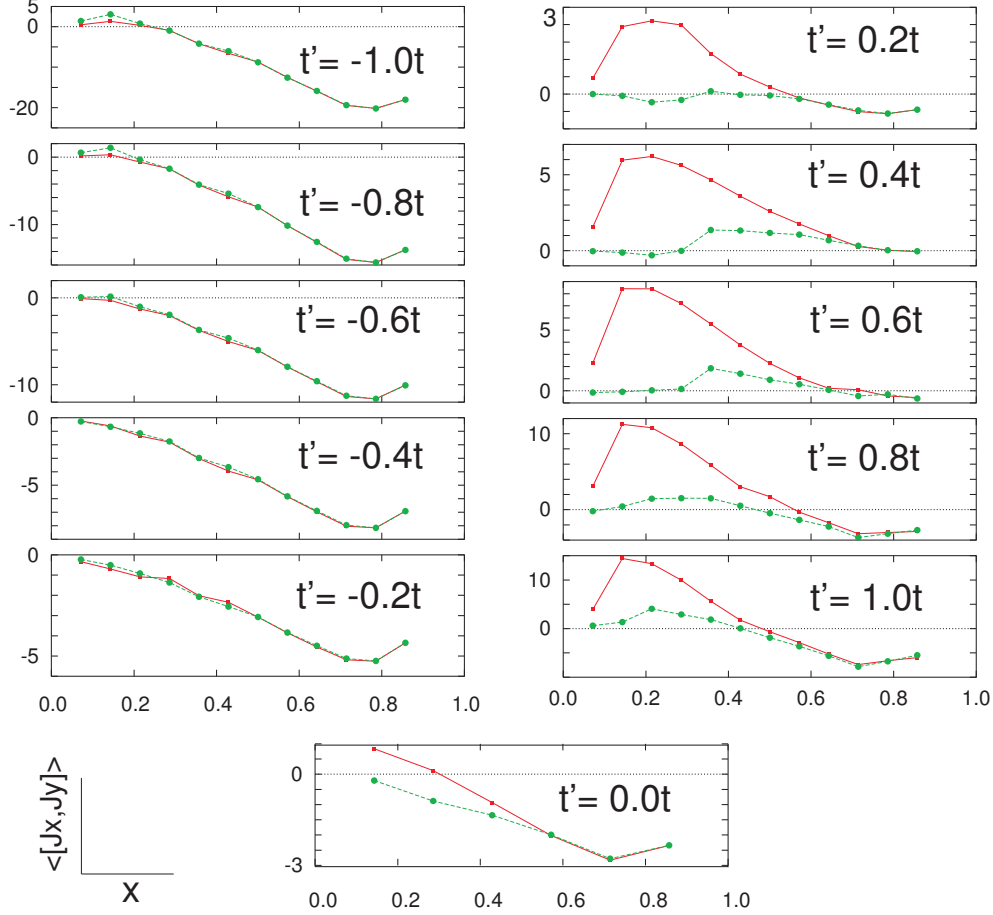 5
0
-20
t’= -1.0t
0
-10
t’= -0.8t
0
-10
t’= -0.6t
0
-5
t’= -0.4t
0
-5
t’= -0.2t
0.0 0.2 0.4 0.6 0.8 1.0
3
0
t’= 0.2t
5
0
t’= 0.4t
5
0
t’= 0.6t
10
0
t’= 0.8t
10
0
t’= 1.0t
0.0 0.2 0.4 0.6 0.8 1.0
0
-3
t’= 0.0t
0.0 0.2 0.4 0.6 0.8 1.0
<[Jx,Jy]>
X